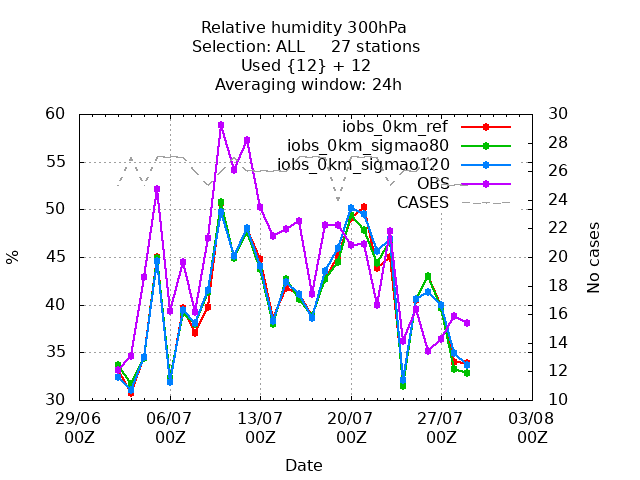 Relative humidity 300hPa
Selection: ALL     27 stations
Used {12} + 12
Averaging window: 24h
60
55
50
45
40
35
30
%
30
28
26
24
22
20
18
16
14
12
10
No cases
iobs_0km_ref
iobs_0km_sigmao80
iobs_0km_sigmao120
OBS
CASES
29/06 06/07 13/07 20/07 27/07 03/08
00Z 00Z 00Z 00Z 00Z 00Z
Date